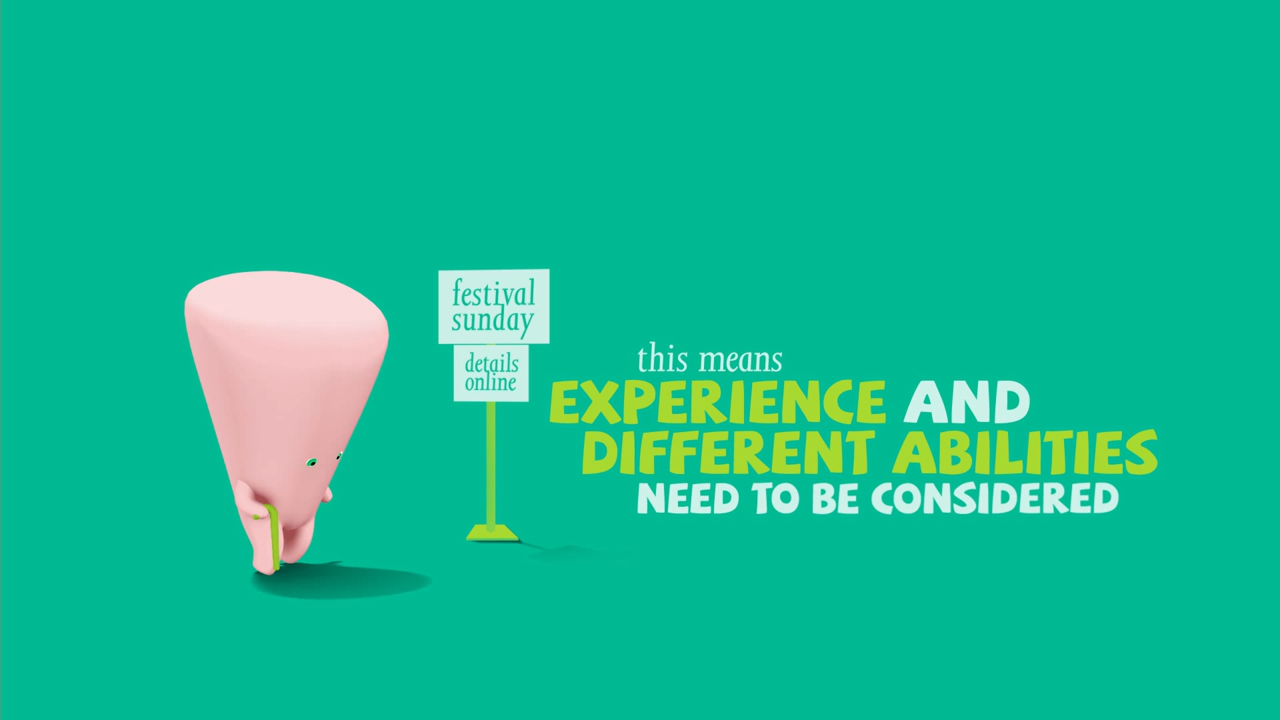 festival
sunday
details
online
this means
EXPERIENCE AND
DIFFERENT ABILITIES
NEED TO BE CONSIDERED